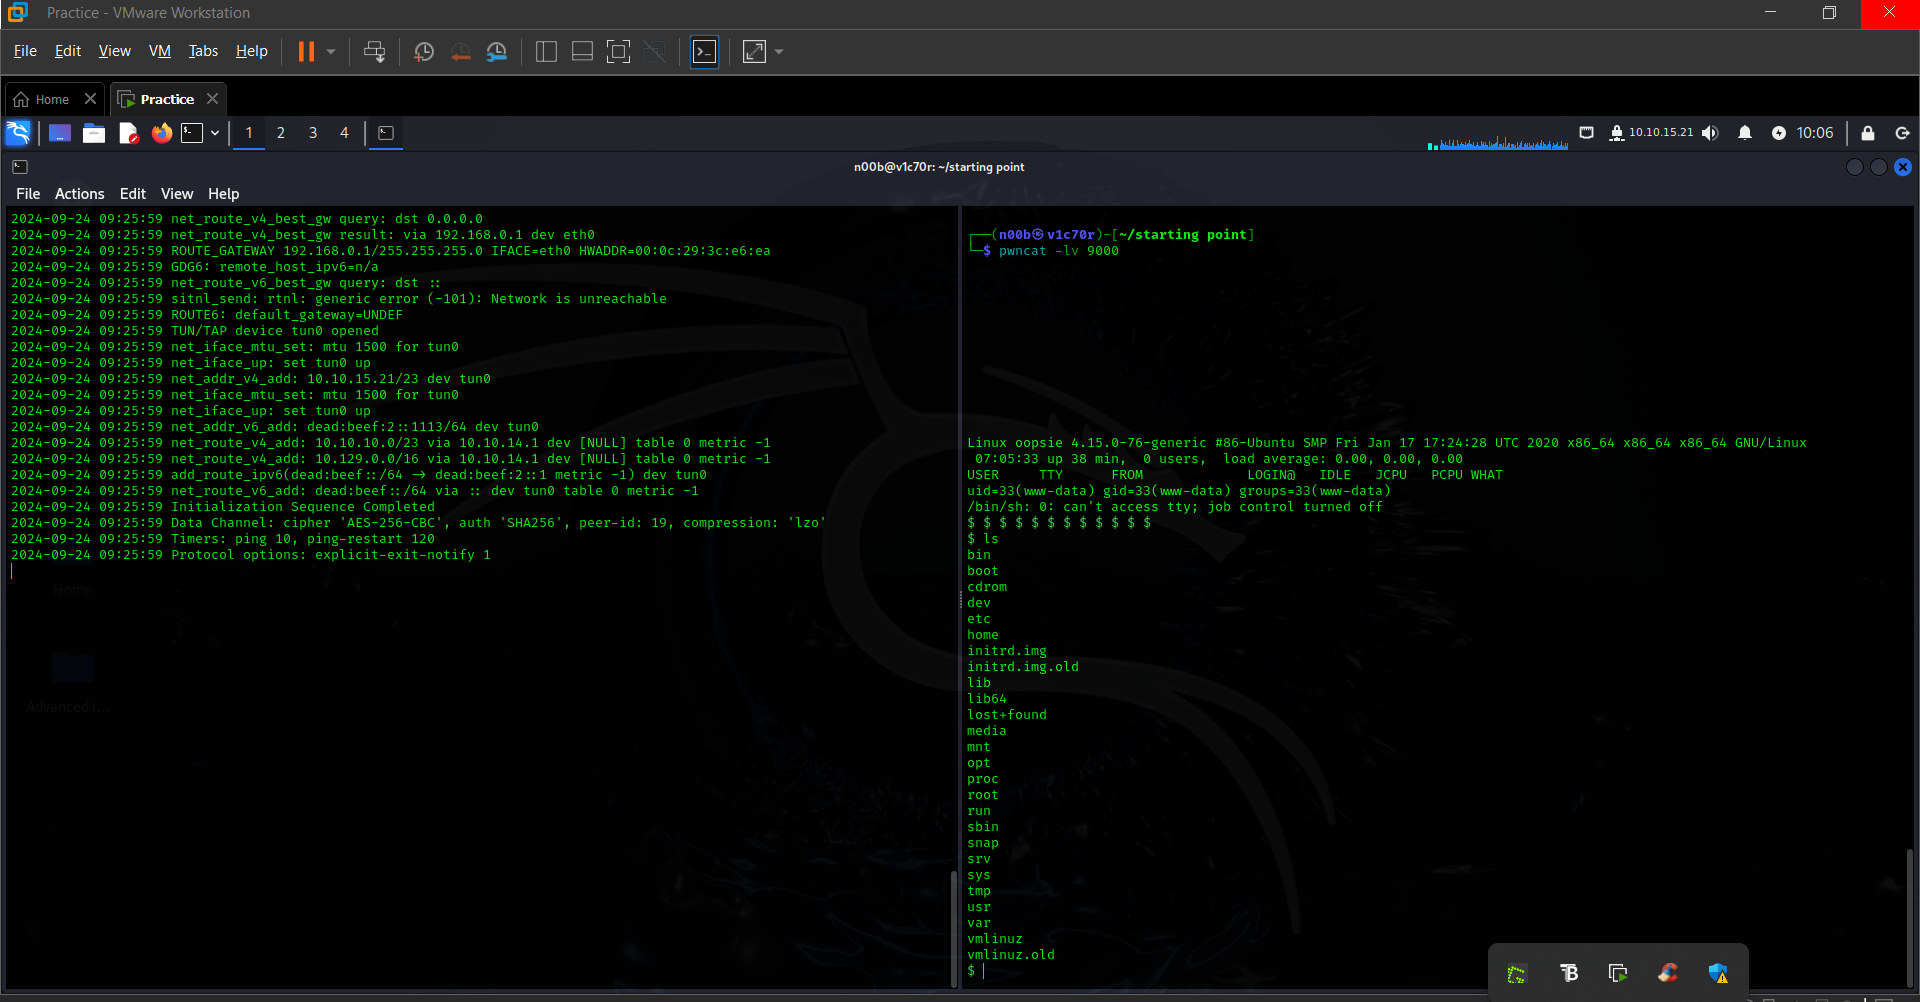 Practice - VMware Workstation
File Edit View VM Tabs Help
Home Practice
1 2 3 4 10.10.15.21 10:06
n00b@v1c70r: ~/starting point
File Actions Edit View Help
2024-09-24 09:25:59 net_route_v4_best_gw query: dst 0.0.0.0
2024-09-24 09:25:59 net_route_v4_best_gw result: via 192.168.0.1 dev eth0
2024-09-24 09:25:59 ROUTE_GATEWAY 192.168.0.1/255.255.255.0 IFACE=eth0 HWADDR=00:0c:29:3c:e6:ea
2024-09-24 09:25:59 GDG6: remote_host_ipv6=n/a
2024-09-24 09:25:59 net_route_v6_best_gw query: dst ::
2024-09-24 09:25:59 sitnl_send: rtnl: generic error (-101): Network is unreachable
2024-09-24 09:25:59 ROUTE6: default_gateway=UNDEF
2024-09-24 09:25:59 TUN/TAP device tun0 opened
2024-09-24 09:25:59 net_iface_mtu_set: mtu 1500 for tun0
2024-09-24 09:25:59 net_iface_up: set tun0 up
2024-09-24 09:25:59 net_addr_v4_add: 10.10.15.21/23 dev tun0
2024-09-24 09:25:59 net_iface_mtu_set: mtu 1500 for tun0
2024-09-24 09:25:59 net_iface_up: set tun0 up
2024-09-24 09:25:59 net_addr_v6_add: dead:beef:2::1113/64 dev tun0
2024-09-24 09:25:59 net_route_v4_add: 10.10.10.0/23 via 10.10.14.1 dev [NULL] table 0 metric -1
2024-09-24 09:25:59 net_route_v4_add: 10.129.0.0/16 via 10.10.14.1 dev [NULL] table 0 metric -1
2024-09-24 09:25:59 add_route_ipv6(dead:beef::/64 -> dead:beef:2::1 metric -1) dev tun0
2024-09-24 09:25:59 net_route_v6_add: dead:beef::/64 via :: dev tun0 table 0 metric -1
2024-09-24 09:25:59 Initialization Sequence Completed
2024-09-24 09:25:59 Data Channel: cipher 'AES-256-CBC', auth 'SHA256', peer-id: 19, compression: 'lzo'
2024-09-24 09:25:59 Timers: ping 10, ping-restart 120
2024-09-24 09:25:59 Protocol options: explicit-exit-notify 1
Home
Advanced i...
┌──(n00b㉿v1c70r)-[~/starting point]
└─$ pwncat -lv 9000
Linux oopsie 4.15.0-76-generic #86-Ubuntu SMP Fri Jan 17 17:24:28 UTC 2020 x86_64 x86_64 x86_64 GNU/Linux
07:05:33 up 38 min, 0 users, load average: 0.00, 0.00, 0.00
USER TTY FROM LOGIN@ IDLE JCPU PCPU WHAT
uid=33(www-data) gid=33(www-data) groups=33(www-data)
/bin/sh: 0: can't access tty; job control turned off
$ $ $ $ $ $ $ $ $ $ $ $
$ ls
bin
boot
cdrom
dev
etc
home
initrd.img
initrd.img.old
lib
lib64
lost+found
media
mnt
opt
proc
root
run
sbin
snap
srv
sys
tmp
usr
var
vmlinuz
vmlinuz.old
$